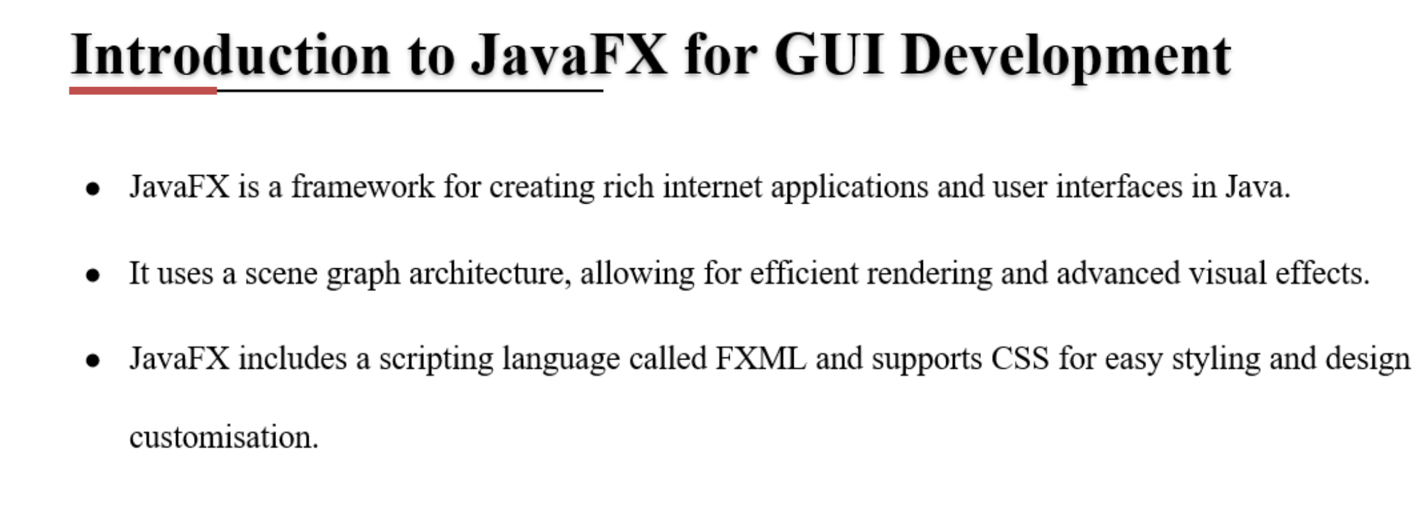 Introduction to JavaFX for GUI Development
● JavaFX is a framework for creating rich internet applications and user interfaces in Java.
● It uses a scene graph architecture, allowing for efficient rendering and advanced visual effects.
● JavaFX includes a scripting language called FXML and supports CSS for easy styling and design
customisation.